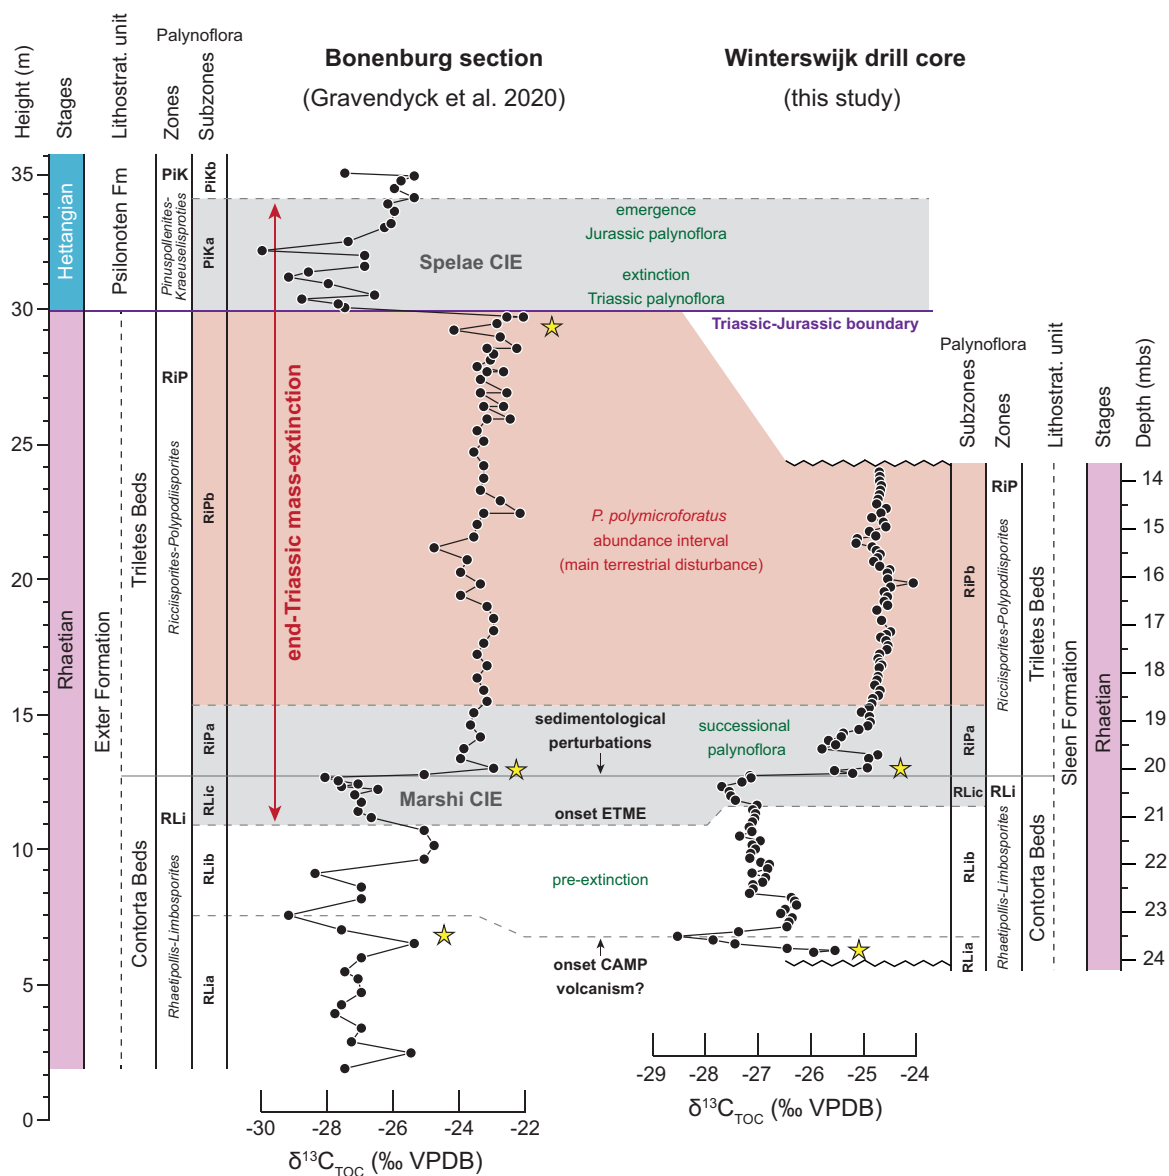 Bonenburg section
(Gravendyck et al. 2020)
Winterswijk drill core
(this study)
Height (m)
Stages
Lithostrat. unit
Palynoflora
Zones
Subzones
35
30
25
20
15
10
5
0
Hettangian
Rhaetian
Psilonoten Fm
Exter Formation
Triletes Beds
Contorta Beds
PiK
Pinuspollenites-
Kraeuselisproties
RiP
Ricciisporites-Polypodiisporites
RLi
Rhaetipollis-Limbosporites
PiKb
PiKa
RiPb
RiPa
RLic
RLib
RLia
end-Triassic mass-extinction
Spelae CIE
emergence
Jurassic palynoflora
extinction
Triassic palynoflora
Triassic-Jurassic boundary
P. polymicroforatus
abundance interval
(main terrestrial disturbance)
sedimentological
perturbations
successional
palynoflora
Marshi CIE
onset ETME
pre-extinction
onset CAMP
volcanism?
-30
-28
-26
-24
-22
δ13CTOC (‰ VPDB)
-29
-28
-27
-26
-25
-24
δ13CTOC (‰ VPDB)
Palynoflora
Subzones
Zones
Lithostrat. unit
Stages
Depth (mbs)
RiPb
RiPa
RLic
RLib
RLia
RiP
Ricciisporites-Polypodiisporites
RLi
Rhaetipollis-Limbosporites
Triletes Beds
Contorta Beds
Sleen Formation
Rhaetian
14
15
16
17
18
19
20
21
22
23
24